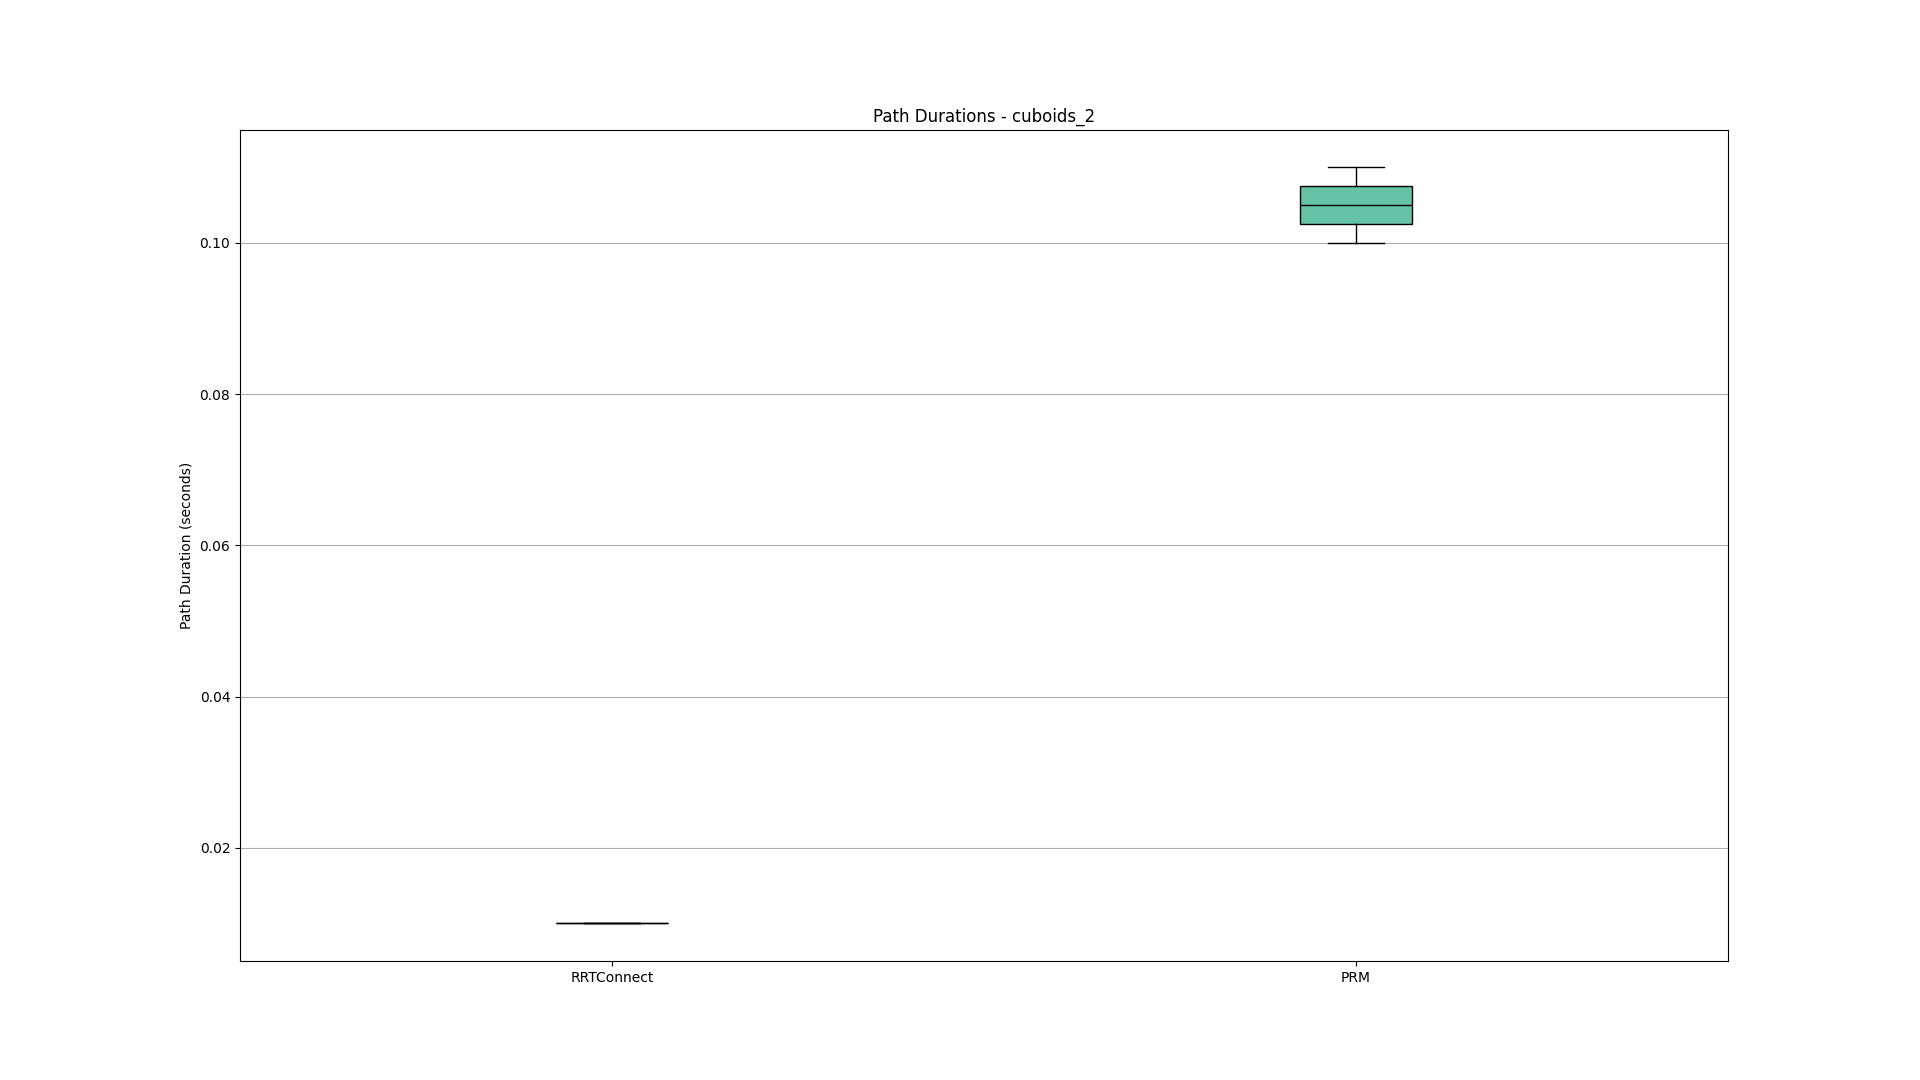 Path Durations - cuboids_2
Path Duration (seconds)
0.10
0.08
0.06
0.04
0.02
RRTConnect
PRM